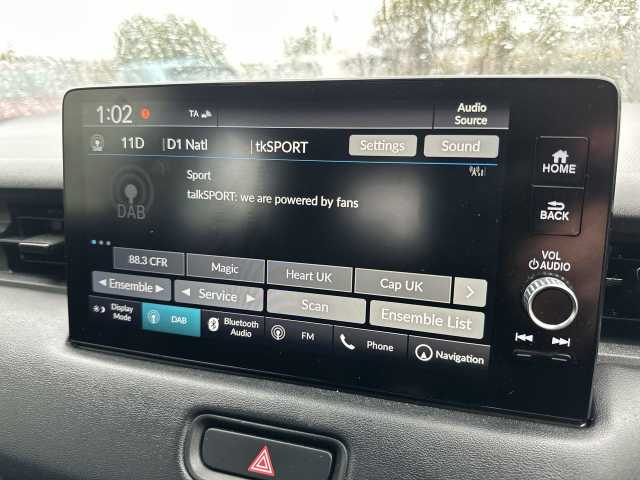 1:02 TA Audio Source
11D D1 Natl tkSPORT Settings Sound
Sport
talkSPORT: we are powered by fans
DAB
88.3 CFR Magic Heart UK Cap UK
Ensemble Service Scan Ensemble List
Display Mode DAB Bluetooth Audio FM Phone Navigation
HOME
BACK
VOL
AUDIO